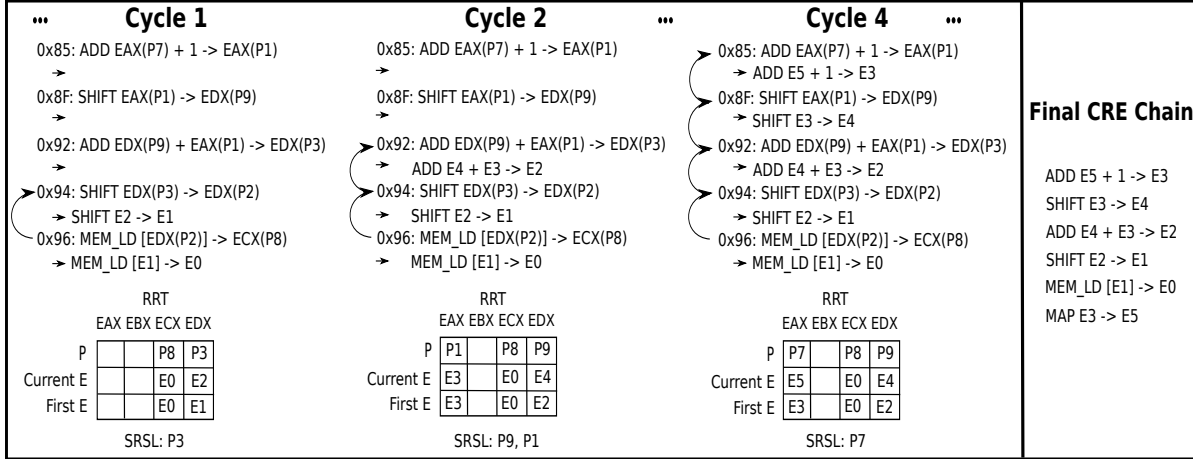 ... Cycle 1
0x85: ADD EAX(P7) + 1 -> EAX(P1)
0x8F: SHIFT EAX(P1) -> EDX(P9)
0x92: ADD EDX(P9) + EAX(P1) -> EDX(P3)
0x94: SHIFT EDX(P3) -> EDX(P2)
SHIFT E2 -> E1
0x96: MEM_LD [EDX(P2)] -> ECX(P8)
MEM_LD [E1] -> E0
RRT
EAX EBX ECX EDX
P P8 P3
Current E E0 E2
First E E0 E1
SRSL: P3
Cycle 2 ...
0x85: ADD EAX(P7) + 1 -> EAX(P1)
0x8F: SHIFT EAX(P1) -> EDX(P9)
0x92: ADD EDX(P9) + EAX(P1) -> EDX(P3)
ADD E4 + E3 -> E2
0x94: SHIFT EDX(P3) -> EDX(P2)
SHIFT E2 -> E1
0x96: MEM_LD [EDX(P2)] -> ECX(P8)
MEM_LD [E1] -> E0
RRT
EAX EBX ECX EDX
P P1 P8 P9
Current E E3 E0 E4
First E E3 E0 E2
SRSL: P9, P1
Cycle 4 ...
0x85: ADD EAX(P7) + 1 -> EAX(P1)
ADD E5 + 1 -> E3
0x8F: SHIFT EAX(P1) -> EDX(P9)
SHIFT E3 -> E4
0x92: ADD EDX(P9) + EAX(P1) -> EDX(P3)
ADD E4 + E3 -> E2
0x94: SHIFT EDX(P3) -> EDX(P2)
SHIFT E2 -> E1
0x96: MEM_LD [EDX(P2)] -> ECX(P8)
MEM_LD [E1] -> E0
RRT
EAX EBX ECX EDX
P P7 P8 P9
Current E E5 E0 E4
First E E3 E0 E2
SRSL: P7
Final CRE Chain
ADD E5 + 1 -> E3
SHIFT E3 -> E4
ADD E4 + E3 -> E2
SHIFT E2 -> E1
MEM_LD [E1] -> E0
MAP E3 -> E5